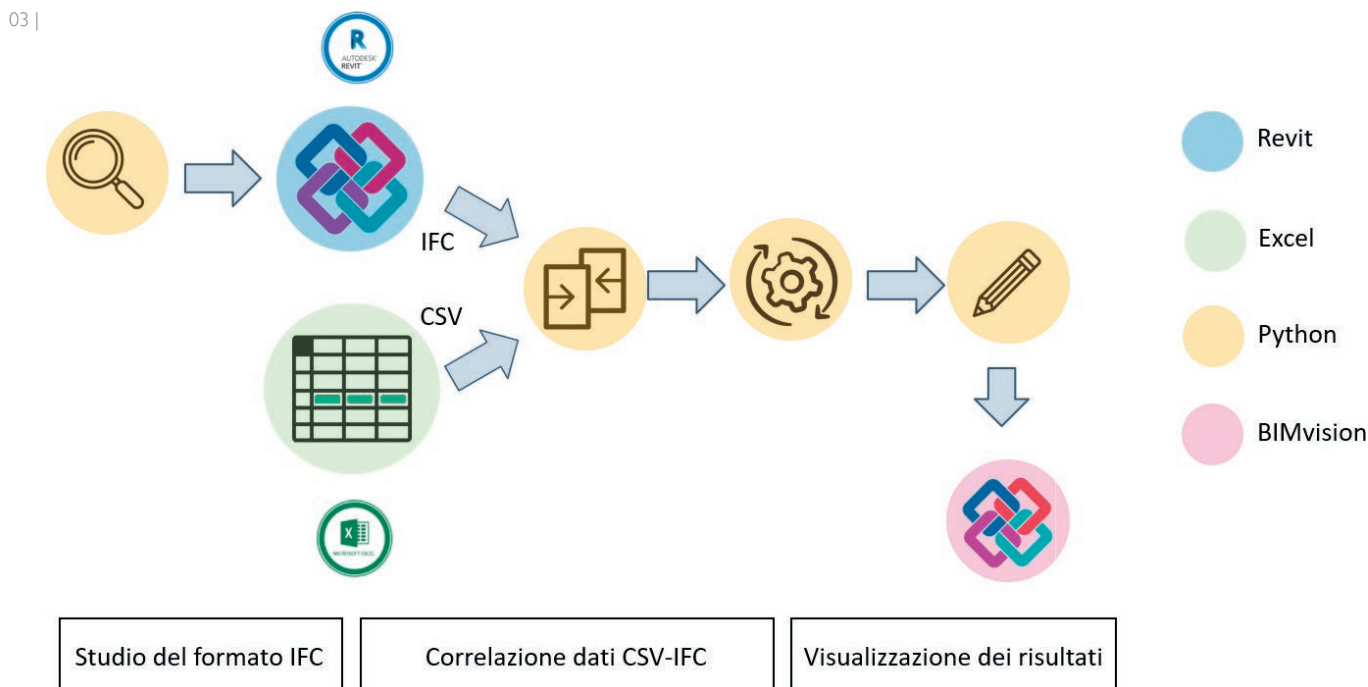 03 |
R
AUTODESK
REVIT
IFC
CSV
X
MICROSOFT EXCEL
Revit
Excel
Python
BIMvision
Studio del formato IFC
Correlazione dati CSV-IFC
Visualizzazione dei risultati